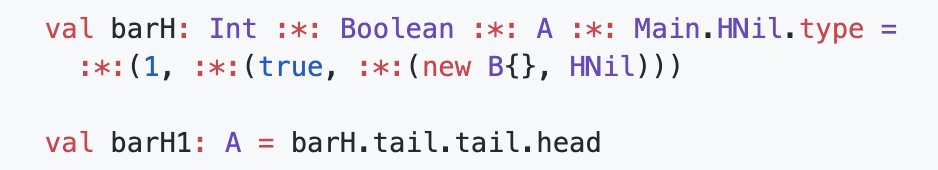 val barH: Int :*: Boolean :*: A :*: Main.HNil.type =
  :*:(1, :*:(true, :*:(new B{}, HNil)))

val barH1: A = barH.tail.tail.head